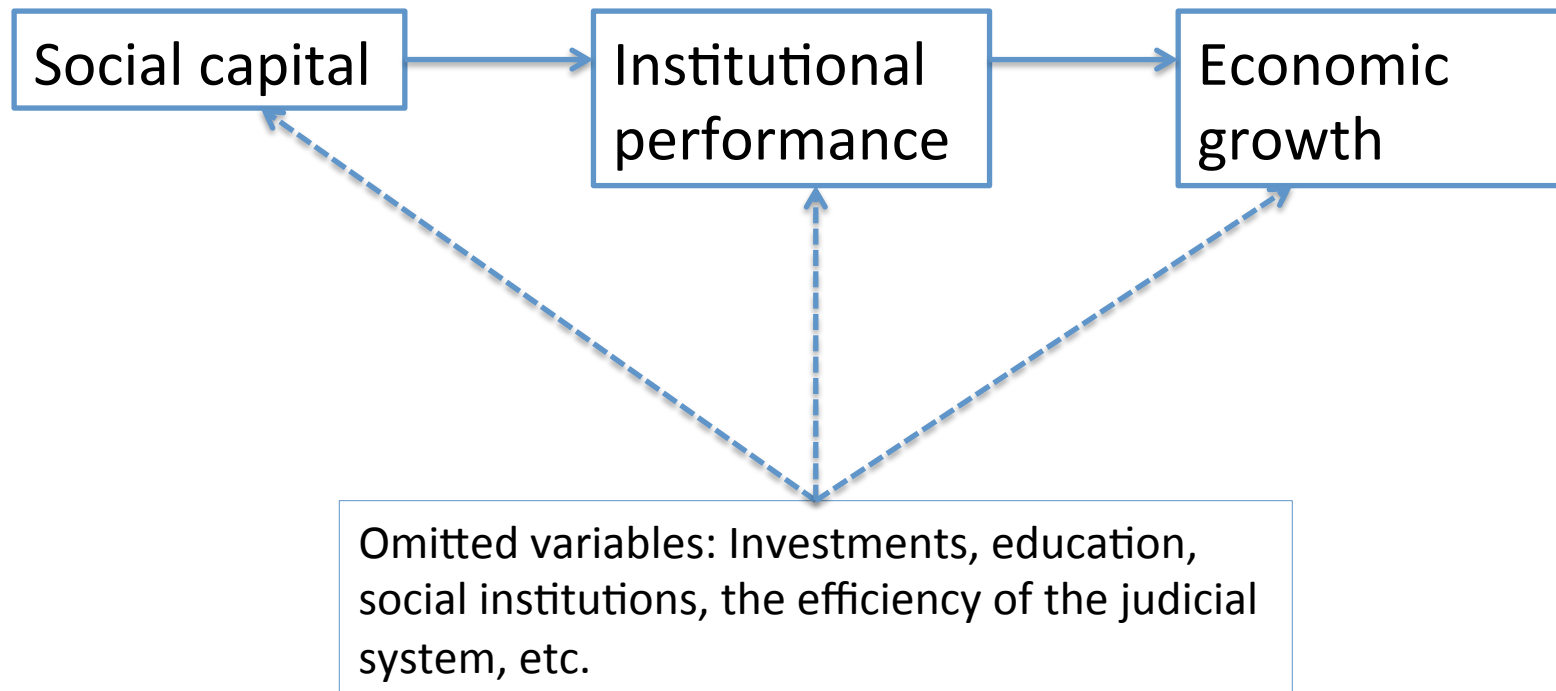 Social capital
Institutional
performance
Economic
growth
Omitted variables: Investments, education,
social institutions, the efficiency of the judicial
system, etc.